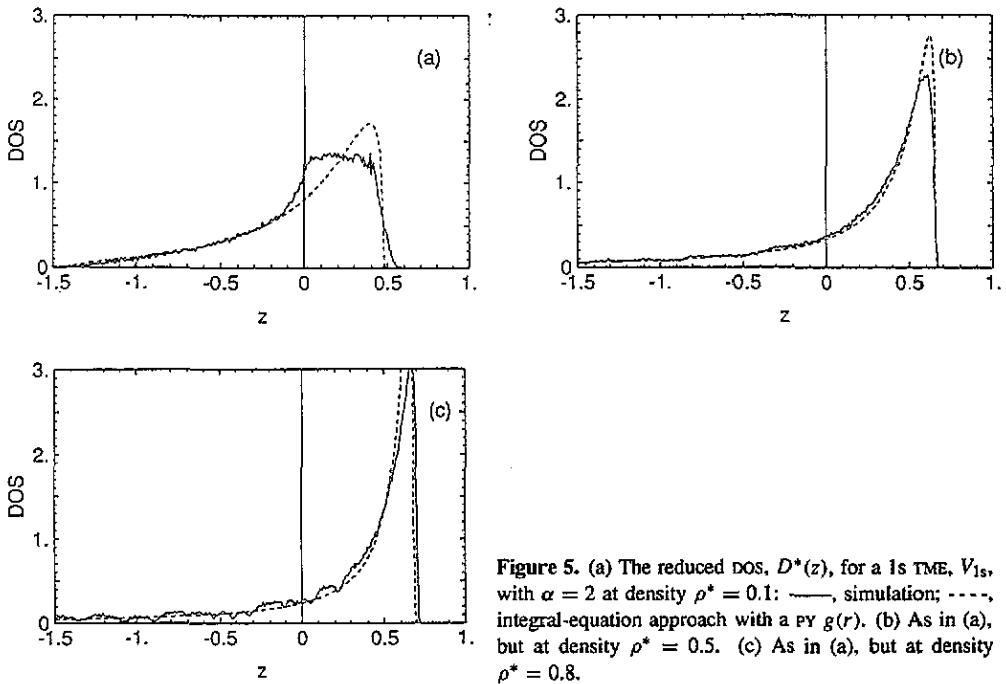 3.
2.
1.
0
DOS
(a)
-1.5
-1.
-0.5
0
0.5
1.
z
3.
2.
1.
0
DOS
(b)
-1.5
-1.
-0.5
0
0.5
1.
z
3.
2.
1.
0
DOS
(c)
-1.5
-1.
-0.5
0
0.5
1.
z
Figure 5. (a) The reduced DOS, D*(z), for a 1s TME, V1s,
with α = 2 at density ρ* = 0.1: ——, simulation; - - - -,
integral-equation approach with a PY g(r). (b) As in (a),
but at density ρ* = 0.5. (c) As in (a), but at density
ρ* = 0.8.